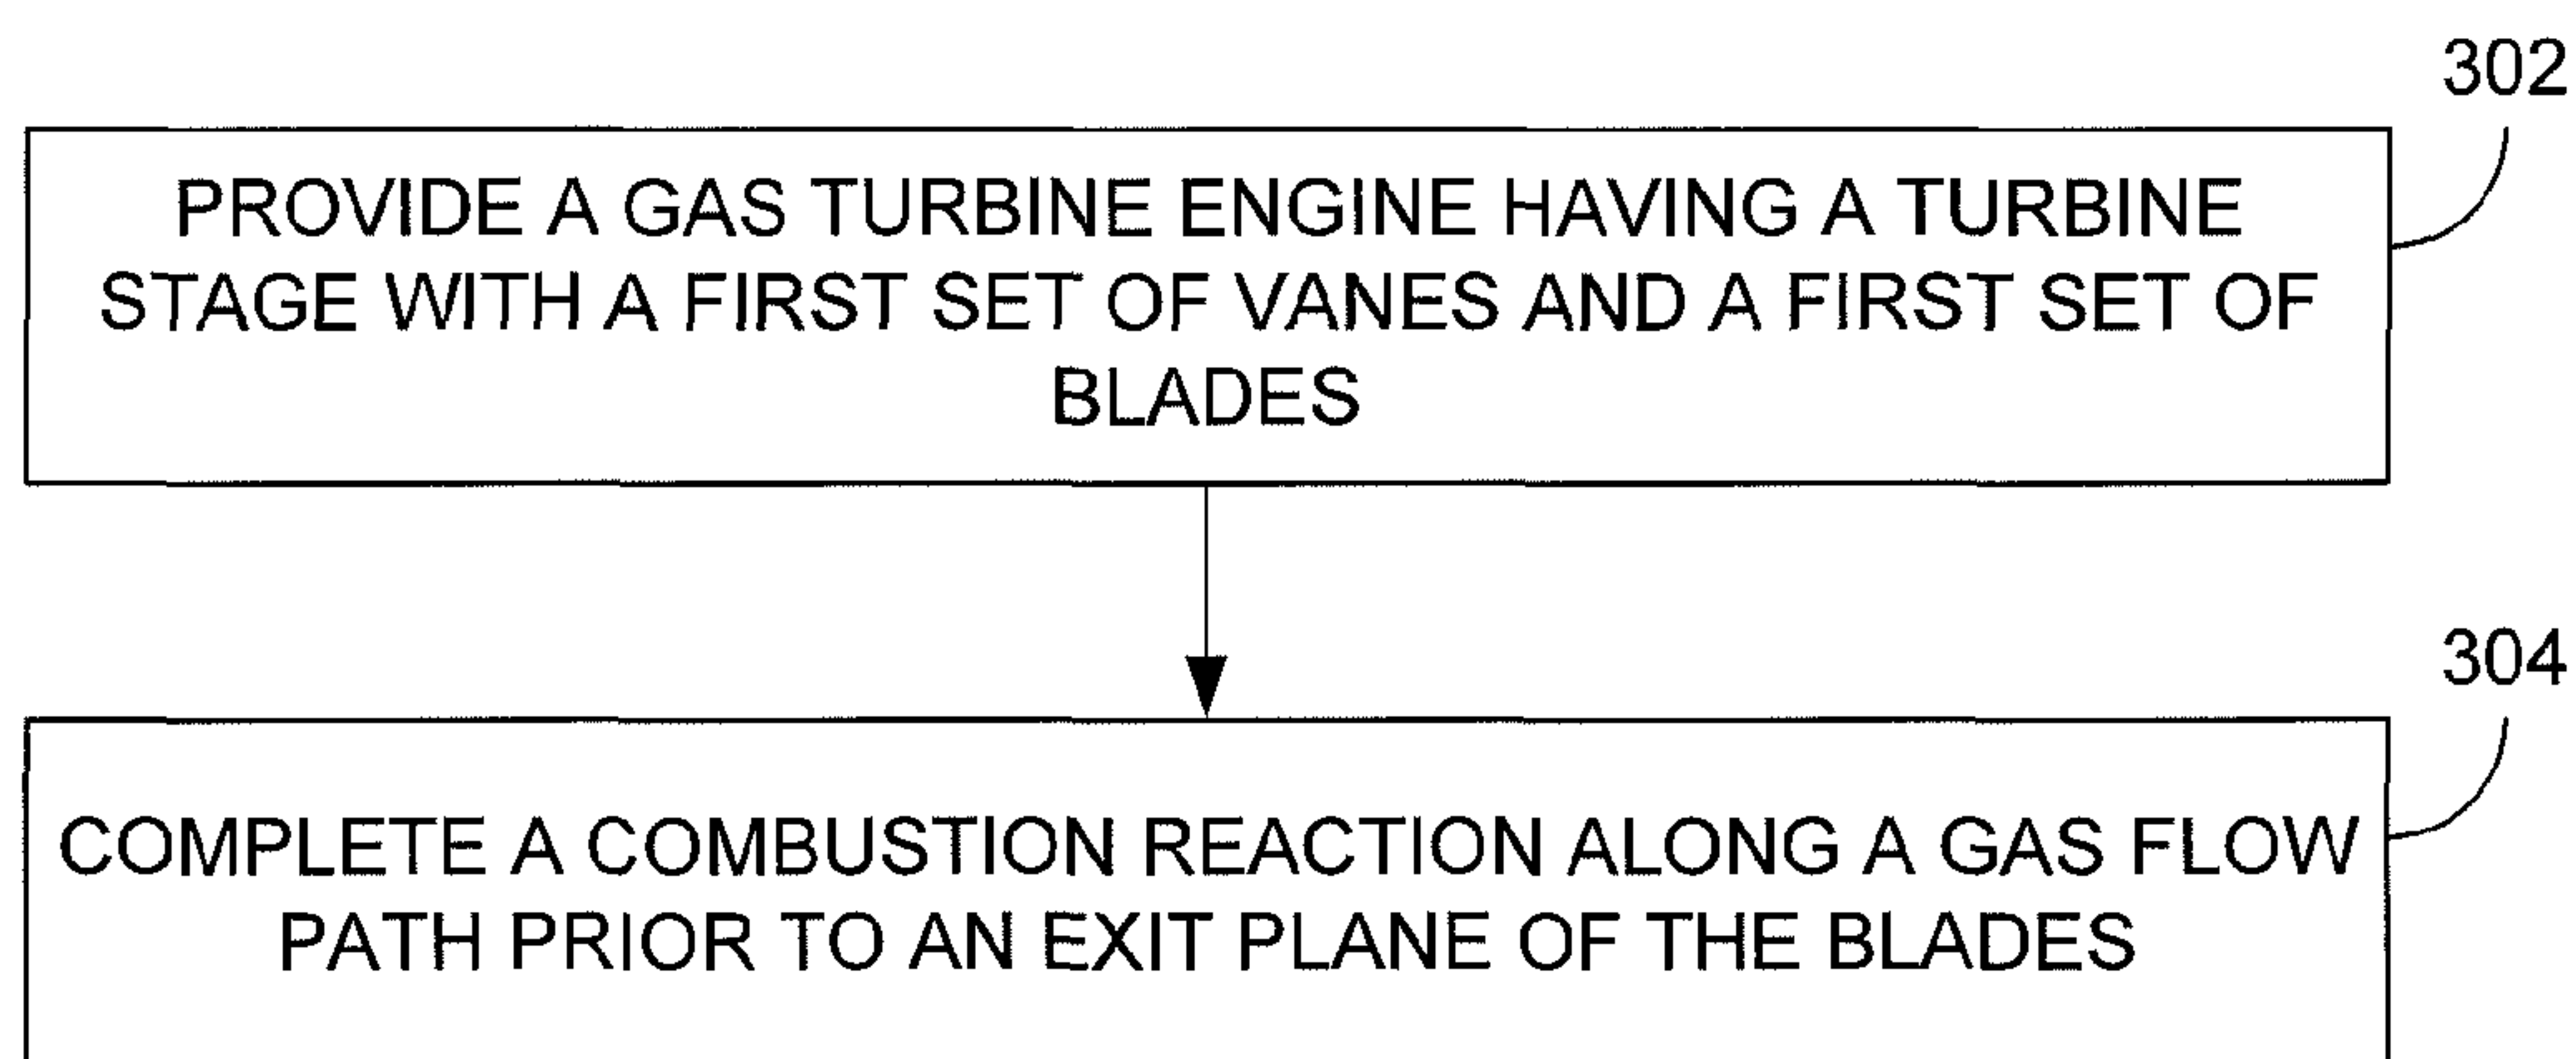 302
PROVIDE A GAS TURBINE ENGINE HAVING A TURBINE
STAGE WITH A FIRST SET OF VANES AND A FIRST SET OF
BLADES
304
COMPLETE A COMBUSTION REACTION ALONG A GAS FLOW
PATH PRIOR TO AN EXIT PLANE OF THE BLADES